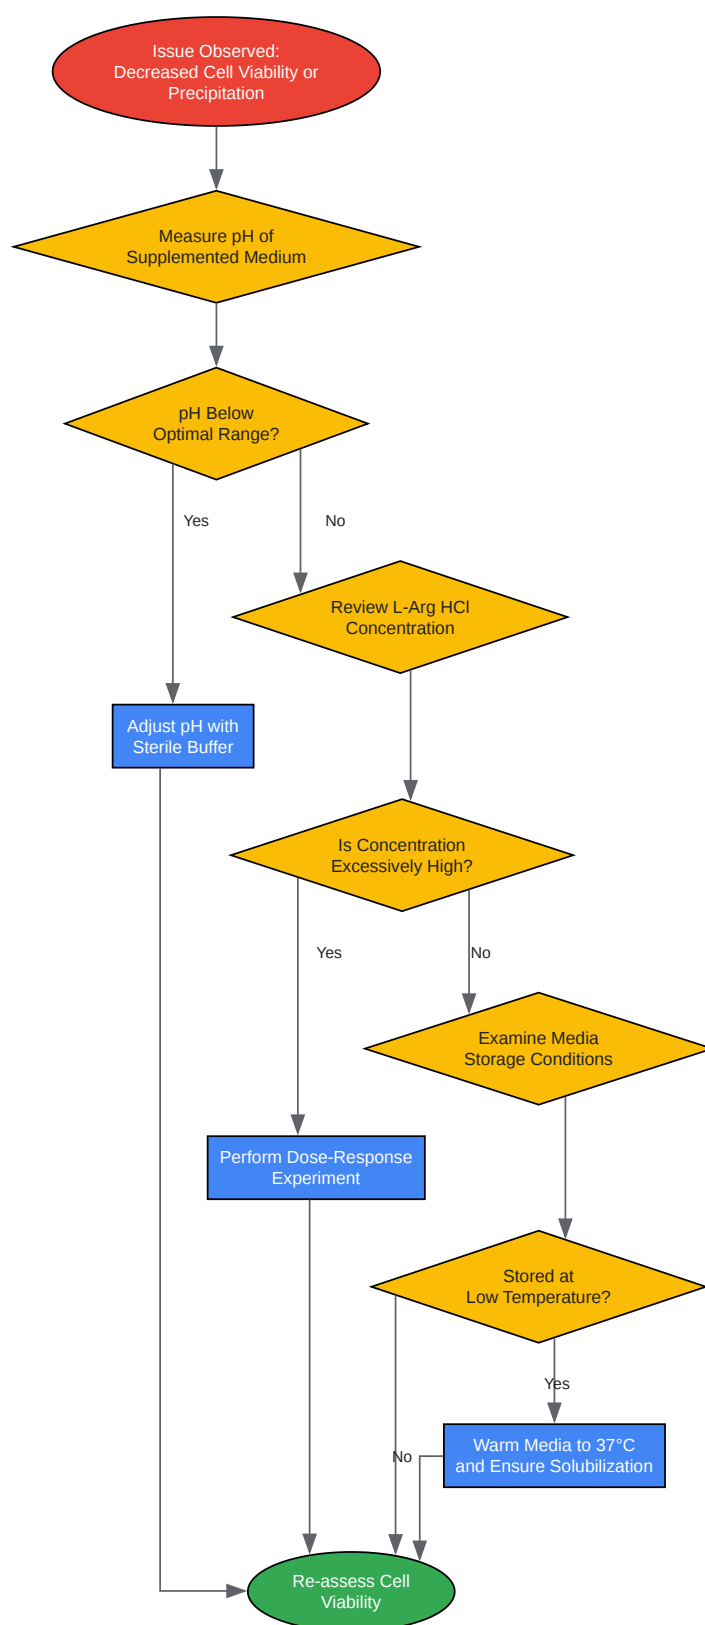 Issue Observed:
Decreased Cell Viability or
Precipitation
Measure pH of
Supplemented Medium
pH Below
Optimal Range?
Yes
No
Review L-Arg HCl
Concentration
Adjust pH with
Sterile Buffer
Is Concentration
Excessively High?
Yes
No
Examine Media
Storage Conditions
Perform Dose-Response
Experiment
Stored at
Low Temperature?
Yes
Warm Media to 37°C
and Ensure Solubilization
No
Re-assess Cell
Viability